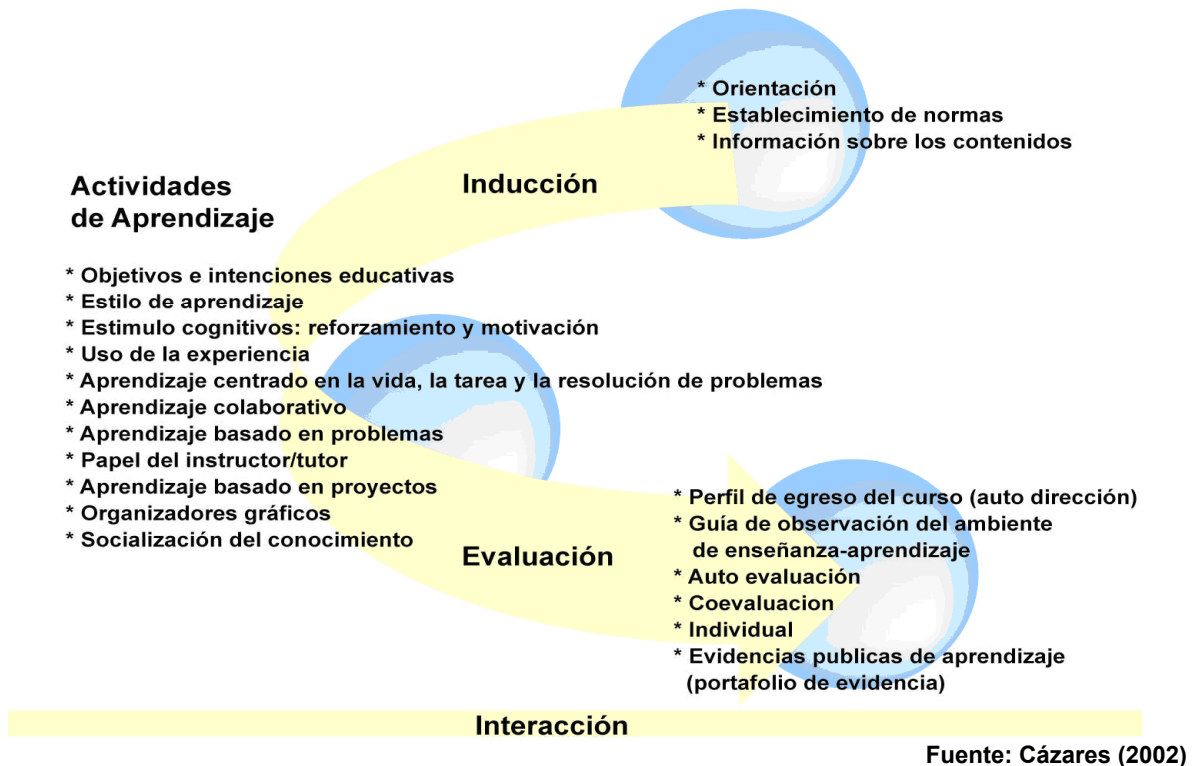 * Orientación
* Establecimiento de normas
* Información sobre los contenidos
Inducción
Actividades
de Aprendizaje
* Objetivos e intenciones educativas
* Estilo de aprendizaje
* Estimulo cognitivos: reforzamiento y motivación
* Uso de la experiencia
* Aprendizaje centrado en la vida, la tarea y la resolución de problemas
* Aprendizaje colaborativo
* Aprendizaje basado en problemas
* Papel del instructor/tutor
* Aprendizaje basado en proyectos
* Organizadores gráficos
* Socialización del conocimiento
Evaluación
* Perfil de egreso del curso (auto dirección)
* Guía de observación del ambiente
de enseñanza-aprendizaje
* Auto evaluación
* Coevaluacion
* Individual
* Evidencias publicas de aprendizaje
(portafolio de evidencia)
Interacción
Fuente: Cázares (2002)